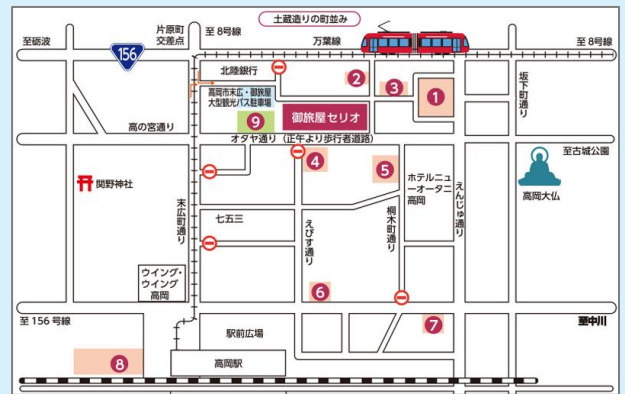 土蔵造りの町並み
至砺波
片原町
交差点
至 8号線
万葉線
至 8号線
156
北陸銀行
2
3
1
坂下町通り
高岡市末広・御旅屋
大型観光バス駐車場
9
御旅屋セリオ
高の宮通り
オタヤ通り（正午より歩行者道路）
至古城公園
4
5
関野神社
ホテルニュ
ーオータニ
高岡
えんじゅ通り
高岡大仏
末広町通り
七五三
えびす通り
桐木町通り
ウイング・
ウイング
高岡
6
至 156 号線
駅前広場
7
至中川
8
高岡駅